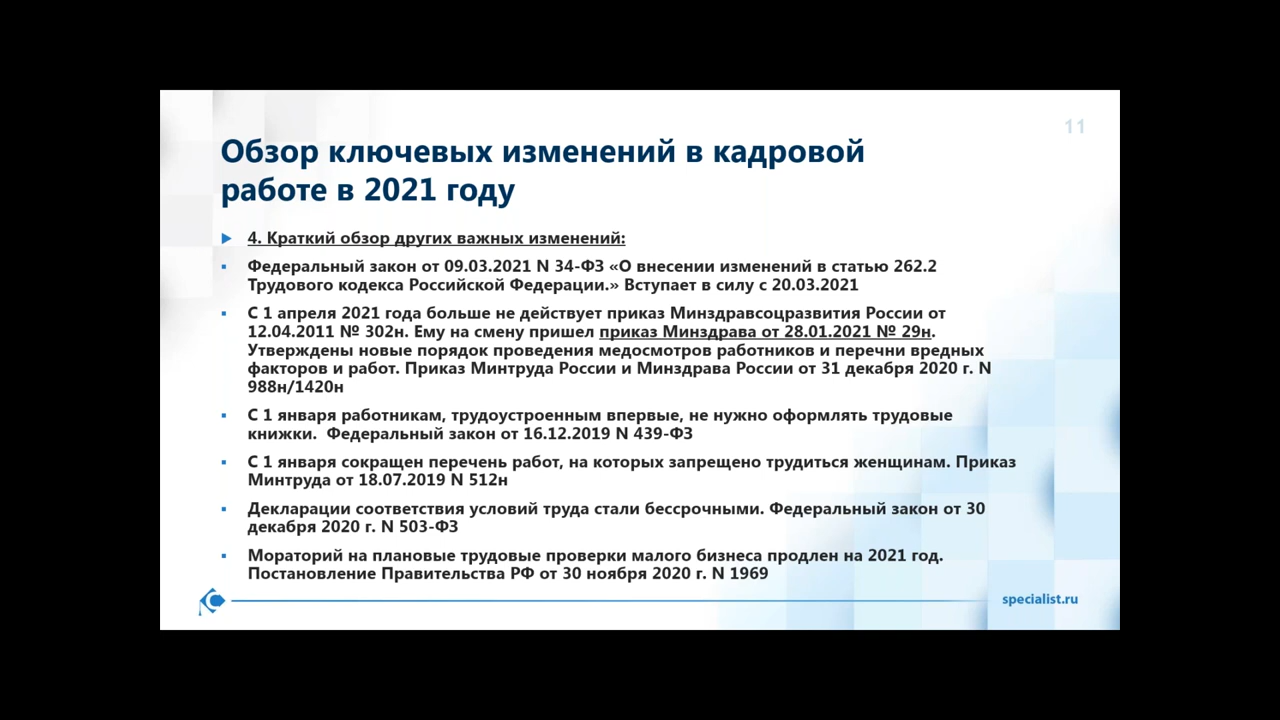 11
Обзор ключевых изменений в кадровой
работе в 2021 году
4. Краткий обзор других важных изменений:
Федеральный закон от 09.03.2021 N 34-ФЗ «О внесении изменений в статью 262.2
Трудового кодекса Российской Федерации.» Вступает в силу с 20.03.2021
С 1 апреля 2021 года больше не действует приказ Минздравсоцразвития России от
12.04.2011 № 302н. Ему на смену пришел приказ Минздрава от 28.01.2021 № 29н.
Утверждены новые порядок проведения медосмотров работников и перечни вредных
факторов и работ. Приказ Минтруда России и Минздрава России от 31 декабря 2020 г. N
988н/1420н
С 1 января работникам, трудоустроенным впервые, не нужно оформлять трудовые
книжки.  Федеральный закон от 16.12.2019 N 439-ФЗ
С 1 января сокращен перечень работ, на которых запрещено трудиться женщинам. Приказ
Минтруда от 18.07.2019 N 512н
Декларации соответствия условий труда стали бессрочными. Федеральный закон от 30
декабря 2020 г. N 503-ФЗ
Мораторий на плановые трудовые проверки малого бизнеса продлен на 2021 год.
Постановление Правительства РФ от 30 ноября 2020 г. N 1969
specialist.ru